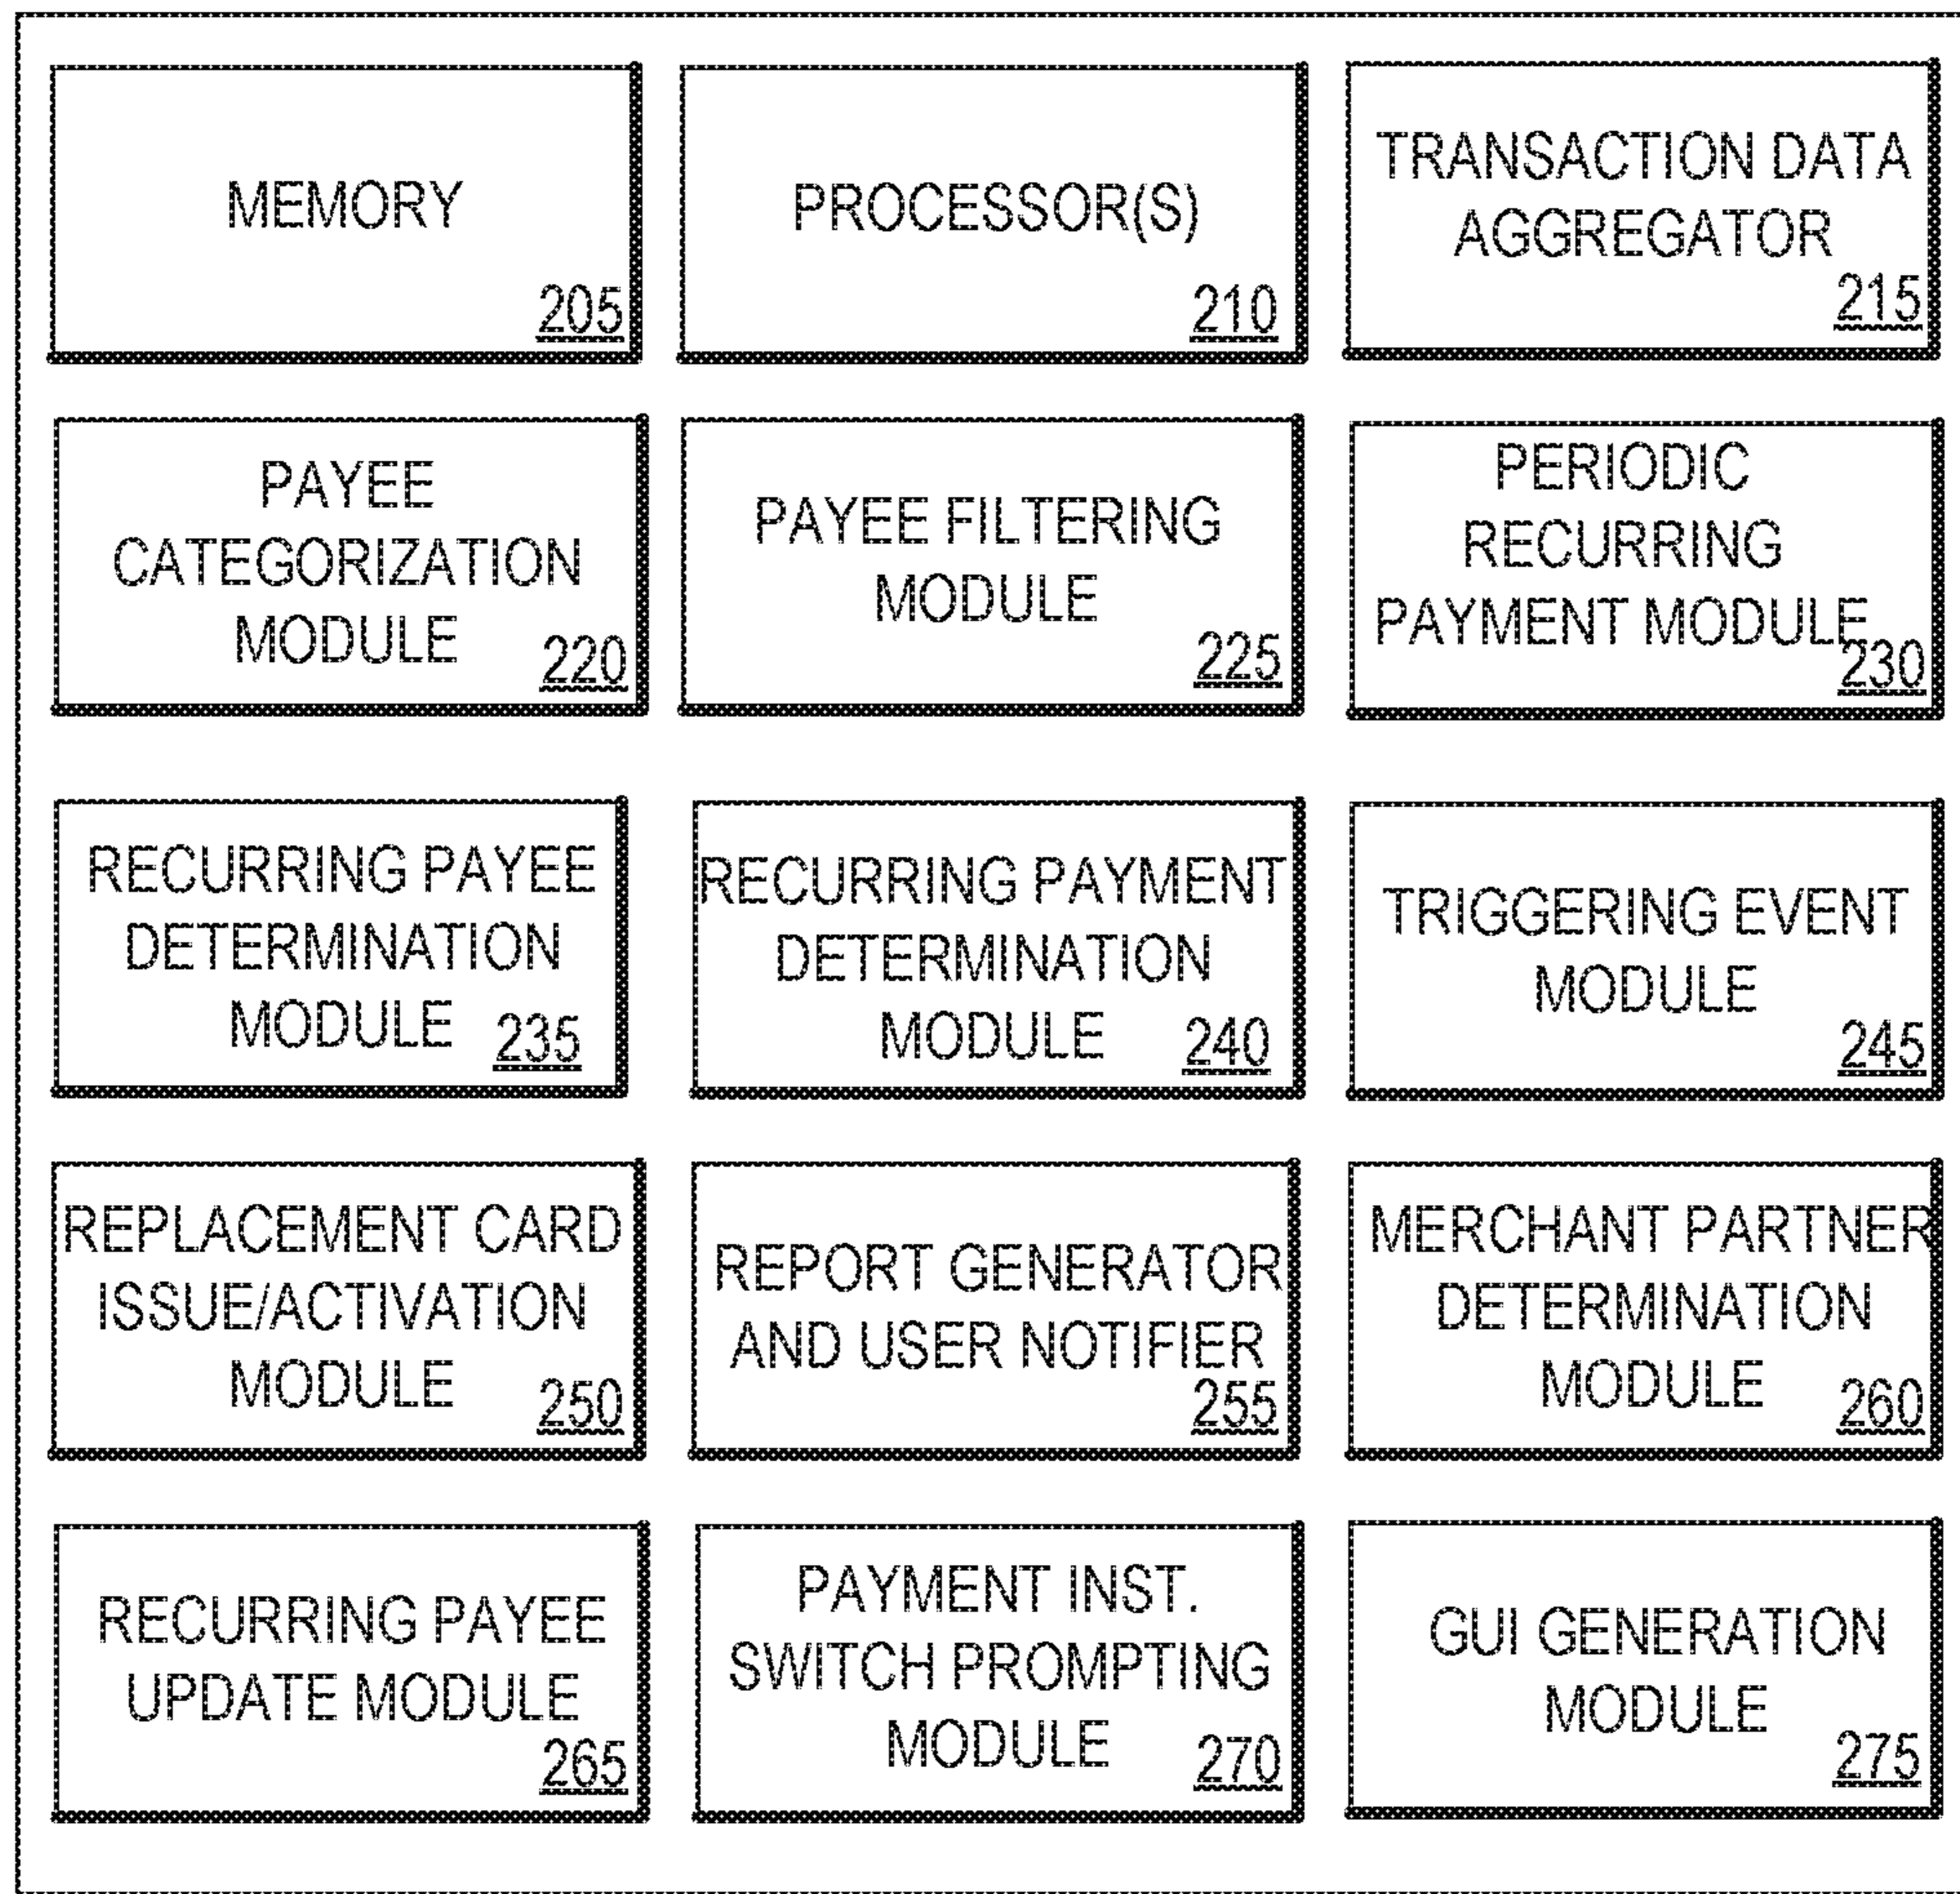 MEMORY
205
PROCESSOR(S)
210
TRANSACTION DATA
AGGREGATOR
215
PAYEE
CATEGORIZATION
MODULE
220
PAYEE FILTERING
MODULE
225
PERIODIC
RECURRING
PAYMENT MODULE
230
RECURRING PAYEE
DETERMINATION
MODULE
235
RECURRING PAYMENT
DETERMINATION
MODULE
240
TRIGGERING EVENT
MODULE
245
REPLACEMENT CARD
ISSUE/ACTIVATION
MODULE
250
REPORT GENERATOR
AND USER NOTIFIER
255
MERCHANT PARTNER
DETERMINATION
MODULE
260
RECURRING PAYEE
UPDATE MODULE
265
PAYMENT INST.
SWITCH PROMPTING
MODULE
270
GUI GENERATION
MODULE
275